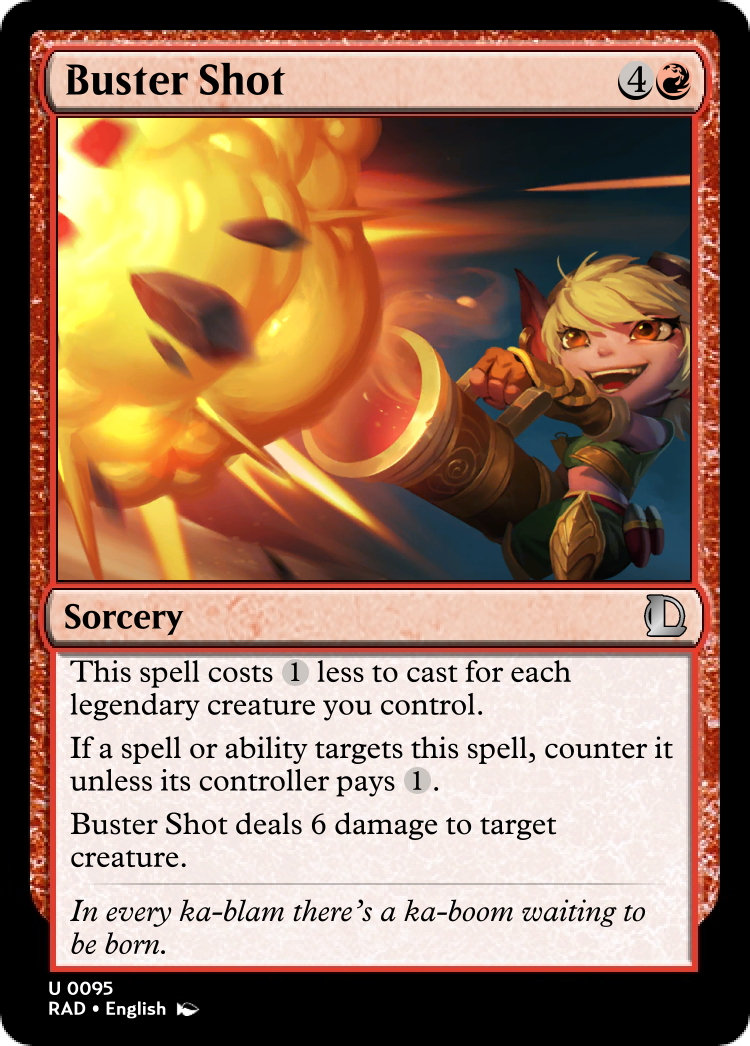 Buster Shot 4
Sorcery
This spell costs 1 less to cast for each
legendary creature you control.
If a spell or ability targets this spell, counter it
unless its controller pays 1.
Buster Shot deals 6 damage to target
creature.
In every ka-blam there's a ka-boom waiting to
be born.
U 0095
RAD • English